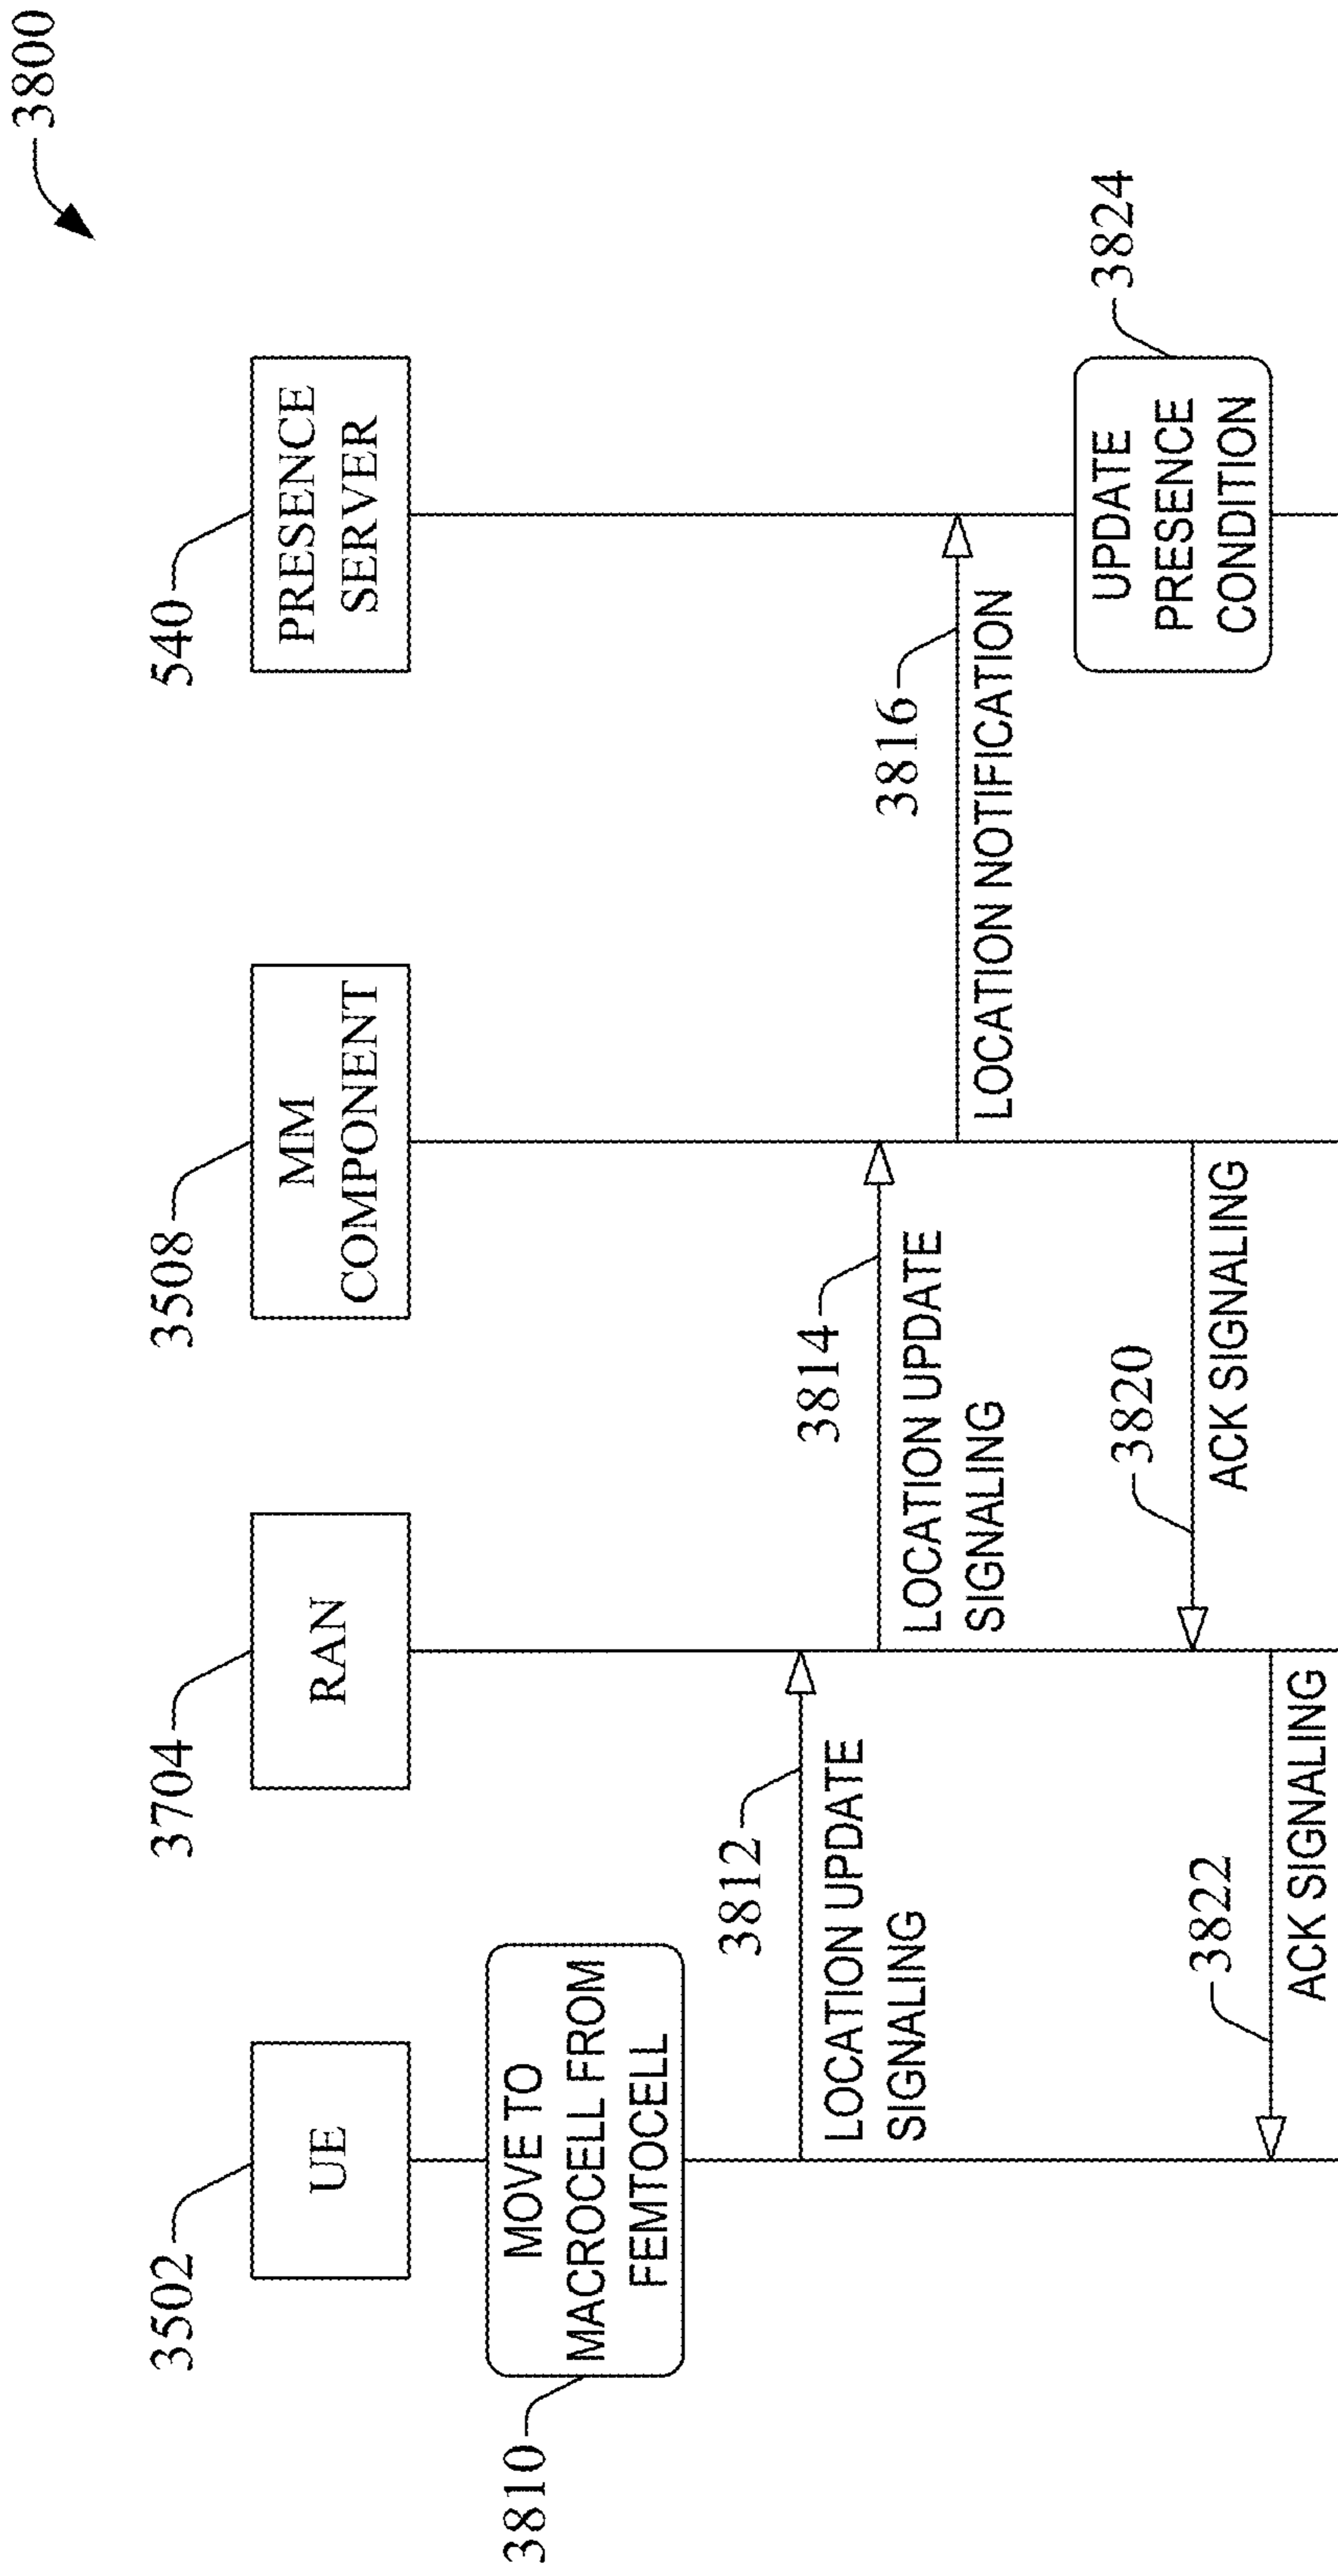 3800
3502
3704
3508
540
UE
RAN
MM
COMPONENT
PRESENCE
SERVER
3810
MOVE TO
MACROCELL FROM
FEMTOCELL
3812
LOCATION UPDATE
SIGNALING
3814
LOCATION UPDATE
SIGNALING
3816
LOCATION NOTIFICATION
3820
ACK SIGNALING
3824
UPDATE
PRESENCE
CONDITION
3822
ACK SIGNALING